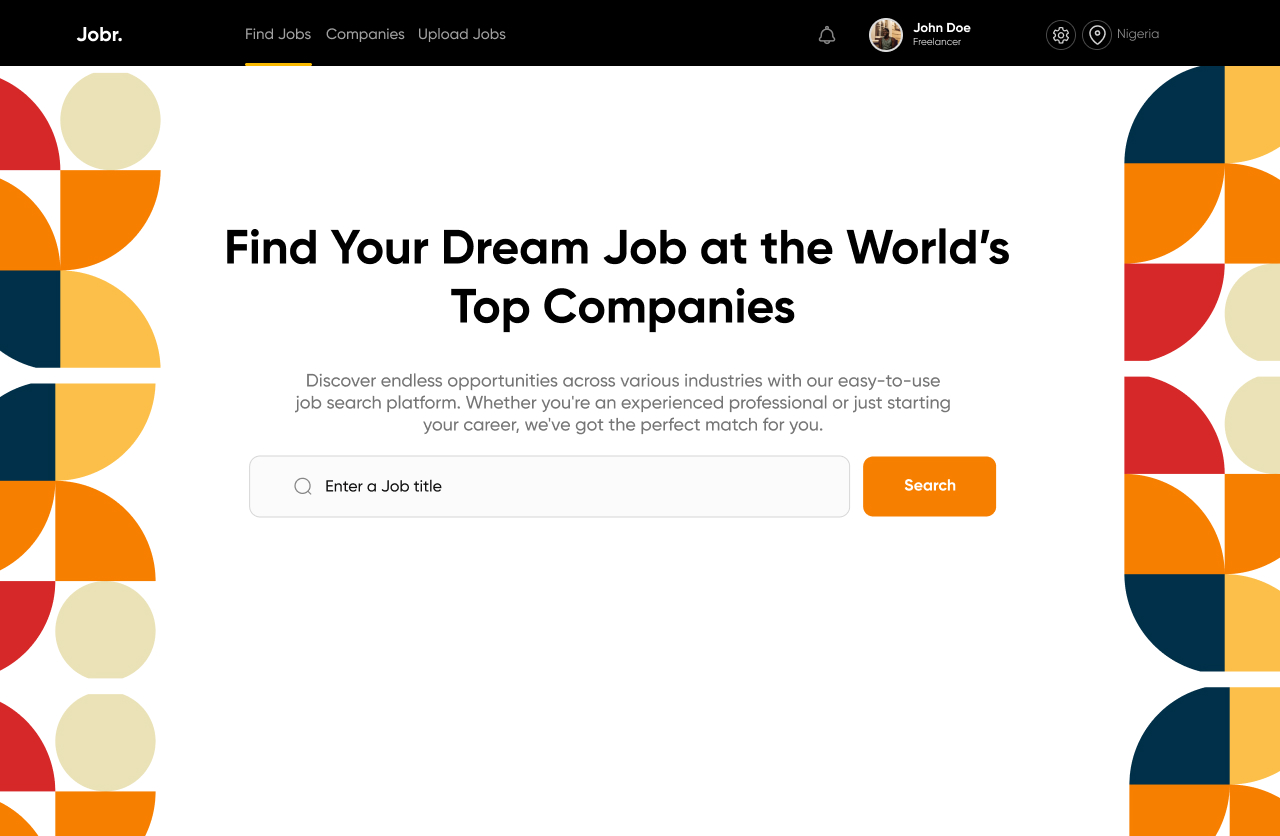 Jobr.
Find Jobs
Companies
Upload Jobs
John Doe
Freelancer
Nigeria
Find Your Dream Job at the World’s
Top Companies
Discover endless opportunities across various industries with our easy-to-use
job search platform. Whether you're an experienced professional or just starting
your career, we've got the perfect match for you.
Enter a Job title
Search